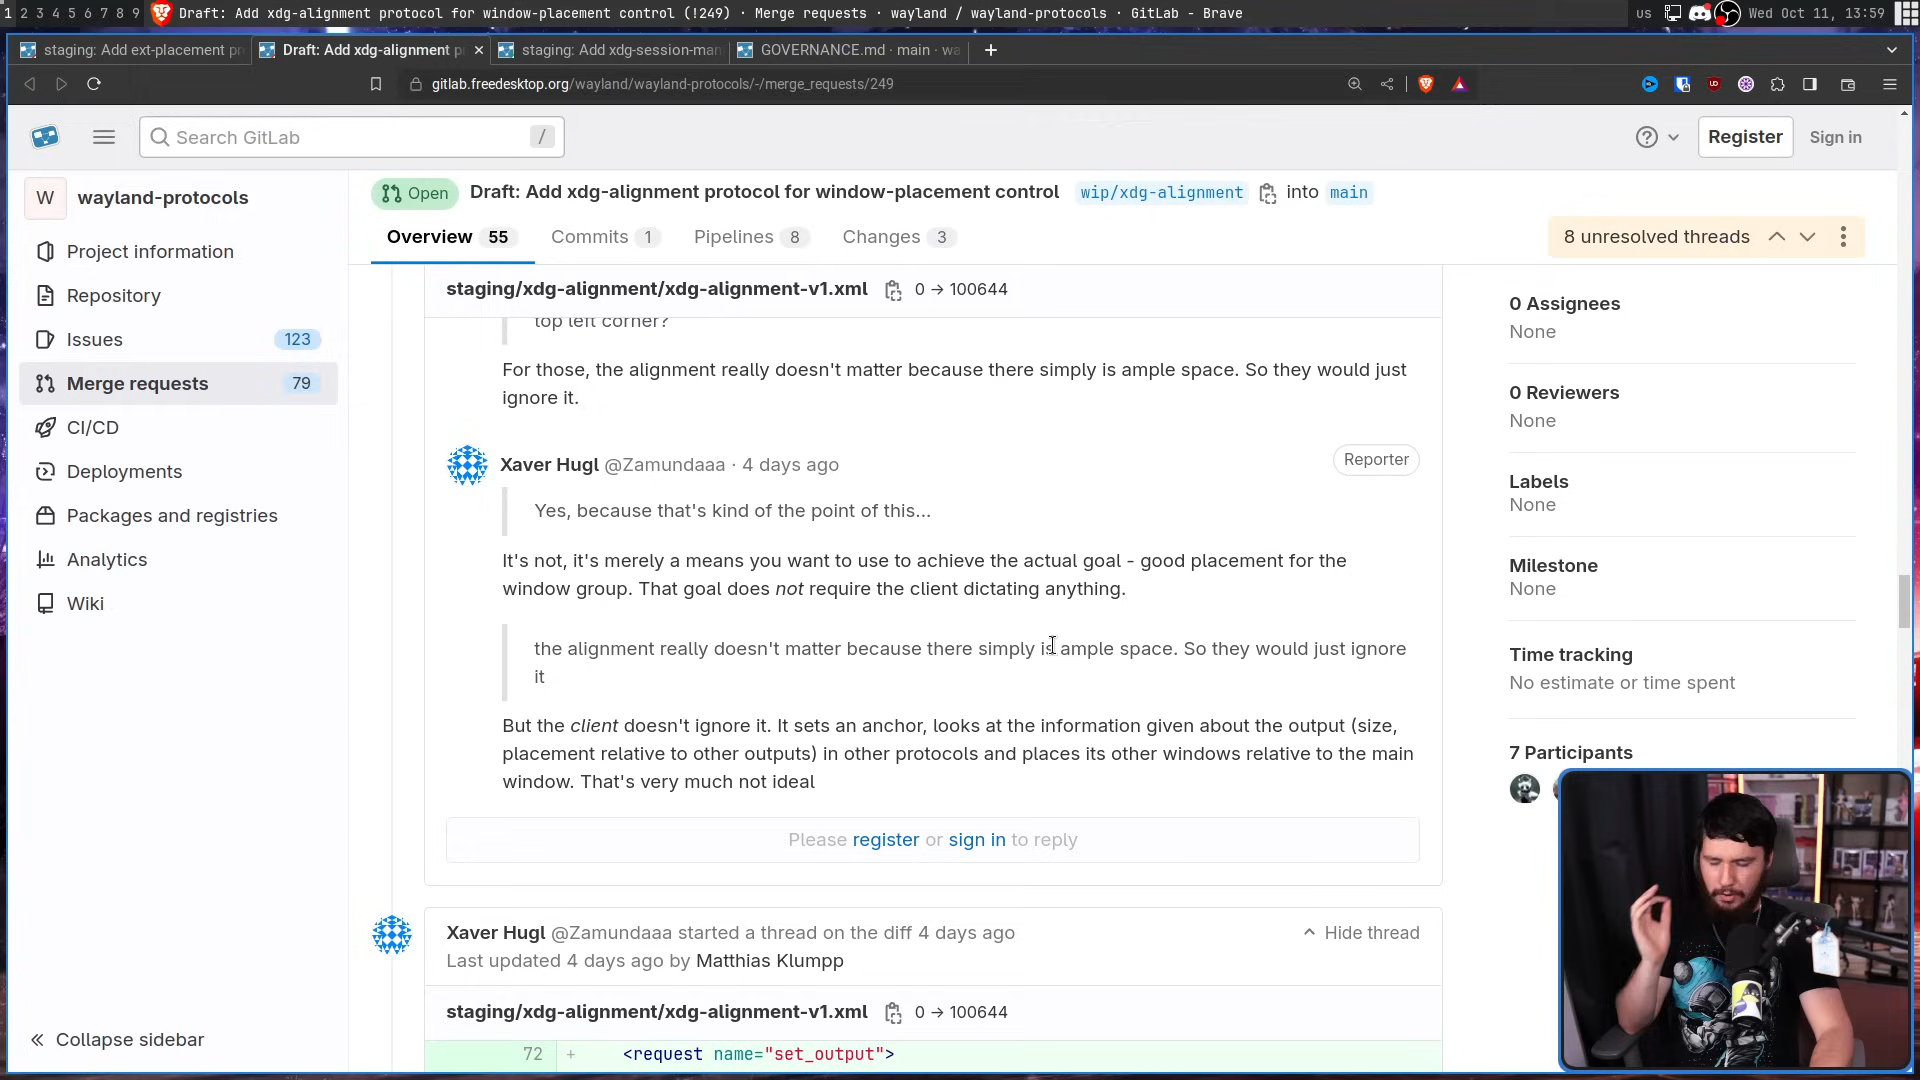 1 2 3 4 5 6 7 8 9 Draft: Add xdg-alignment protocol for window-placement control (!249) · Merge requests · wayland / wayland-protocols · GitLab - Brave us Wed Oct 11, 13:59
staging: Add ext-placement pr Draft: Add xdg-alignment p × staging: Add xdg-session-man GOVERNANCE.md · main · wa +
gitlab.freedesktop.org/wayland/wayland-protocols/-/merge_requests/249
Search GitLab / Register Sign in
W wayland-protocols
Project information
Repository
Issues 123
Merge requests 79
CI/CD
Deployments
Packages and registries
Analytics
Wiki
Collapse sidebar
Open Draft: Add xdg-alignment protocol for window-placement control wip/xdg-alignment into main
Overview 55 Commits 1 Pipelines 8 Changes 3 8 unresolved threads
staging/xdg-alignment/xdg-alignment-v1.xml 0 → 100644
top left corner?
For those, the alignment really doesn't matter because there simply is ample space. So they would just
ignore it.
Xaver Hugl @Zamundaaa · 4 days ago Reporter
Yes, because that's kind of the point of this...
It's not, it's merely a means you want to use to achieve the actual goal - good placement for the
window group. That goal does not require the client dictating anything.
the alignment really doesn't matter because there simply is ample space. So they would just ignore
it
But the client doesn't ignore it. It sets an anchor, looks at the information given about the output (size,
placement relative to other outputs) in other protocols and places its other windows relative to the main
window. That's very much not ideal
Please register or sign in to reply
Xaver Hugl @Zamundaaa started a thread on the diff 4 days ago Hide thread
Last updated 4 days ago by Matthias Klumpp
staging/xdg-alignment/xdg-alignment-v1.xml 0 → 100644
72 + <request name="set_output">
0 Assignees
None
0 Reviewers
None
Labels
None
Milestone
None
Time tracking
No estimate or time spent
7 Participants